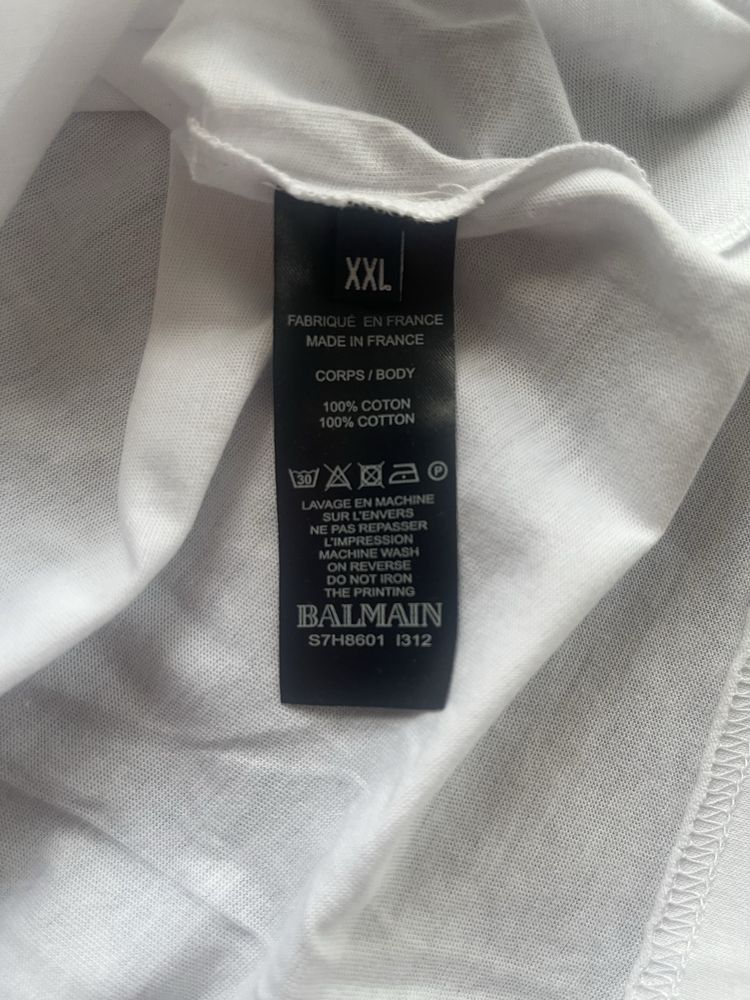 XXL
FABRIQUÉ EN FRANCE
MADE IN FRANCE
CORPS / BODY
100% COTON
100% COTTON
30 P
LAVAGE EN MACHINE
SUR L'ENVERS
NE PAS REPASSER
L'IMPRESSION
MACHINE WASH
ON REVERSE
DO NOT IRON
THE PRINTING
BALMAIN
S7H8601 I312